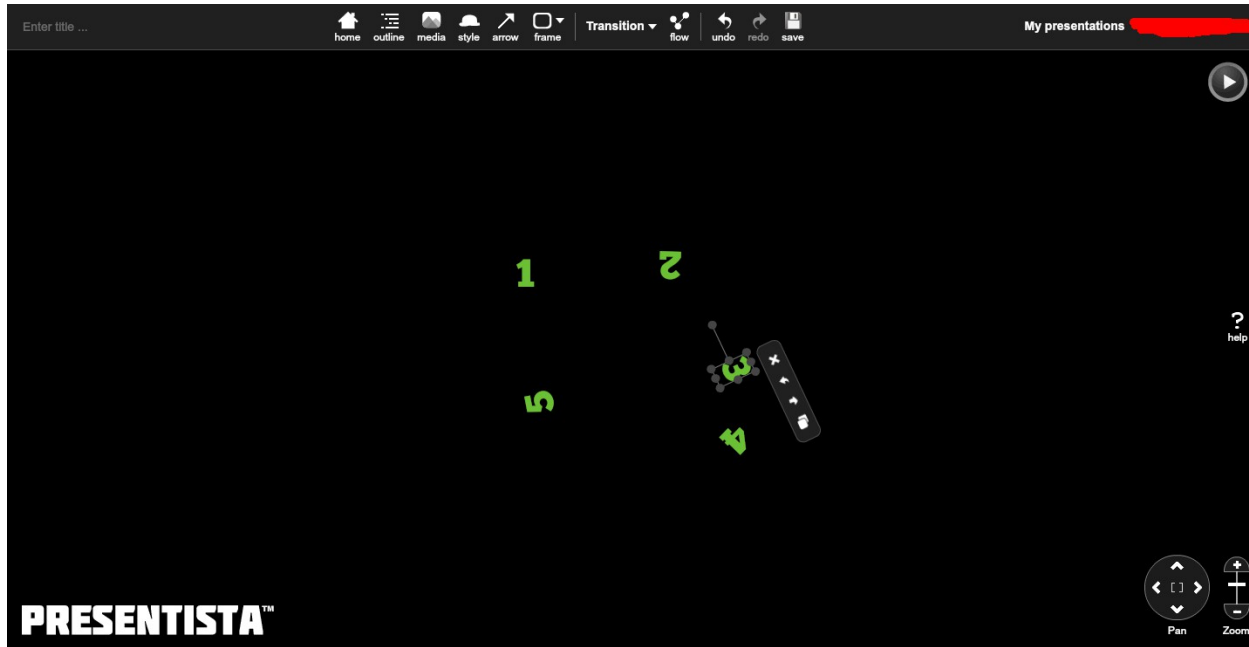 Enter title ...
home outline media style arrow frame Transition flow undo redo save
My presentations
1 2
3
help
5
4
PRESENTISTA™
Pan Zoom